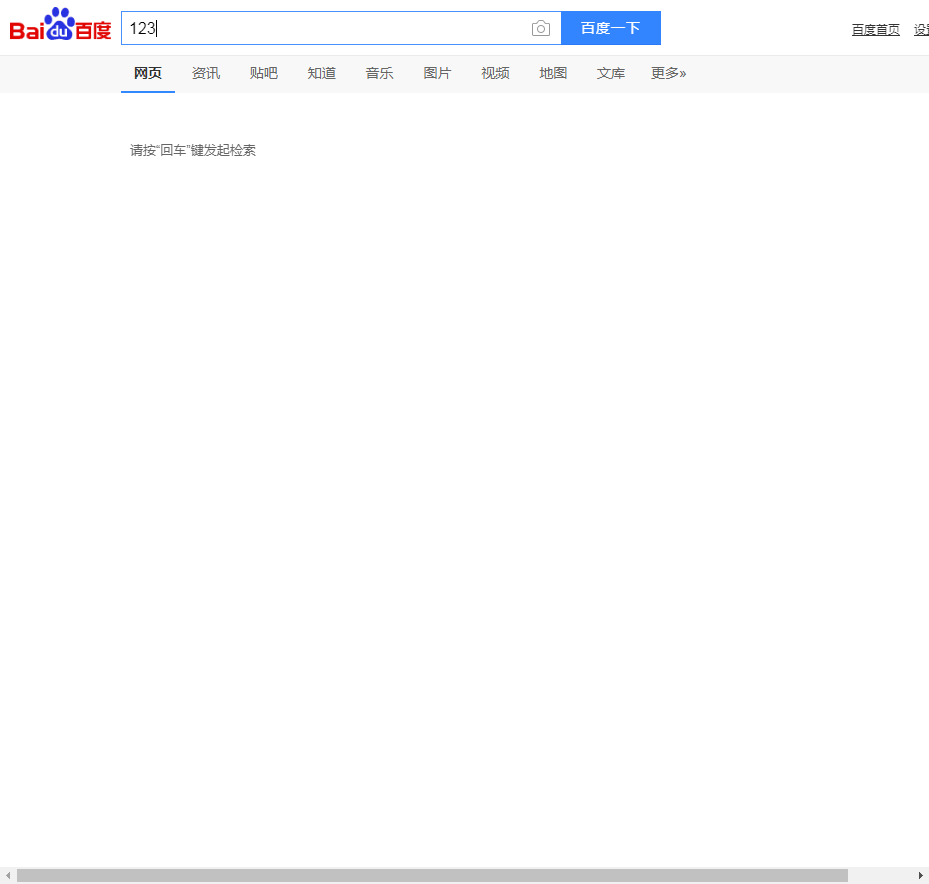 Bai du 百度 123 百度一下 百度首页 设
网页 资讯 贴吧 知道 音乐 图片 视频 地图 文库 更多»
请按“回车”键发起检索